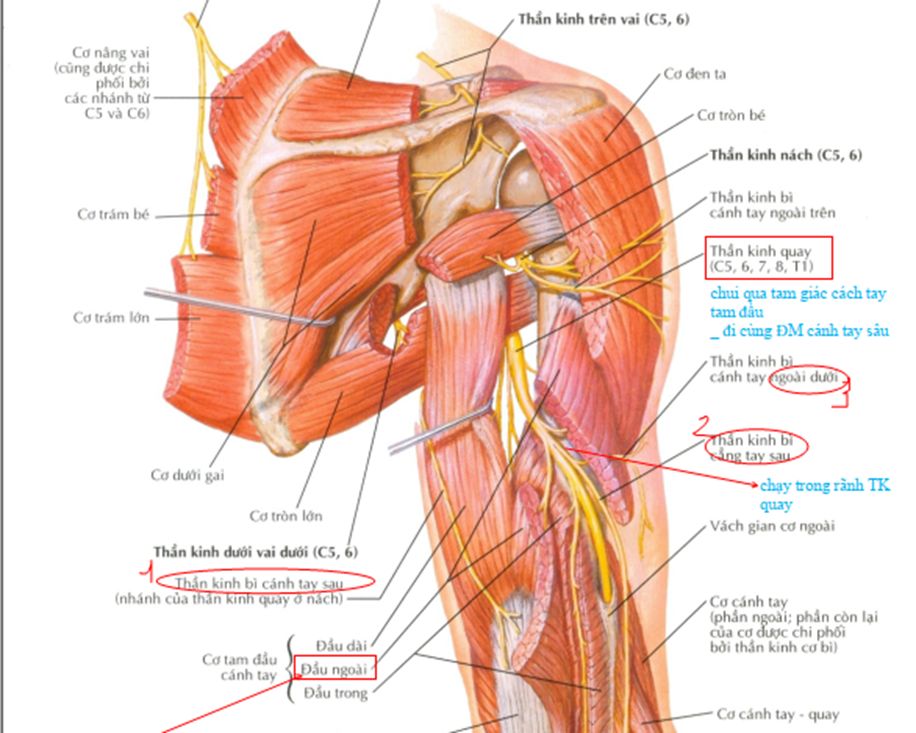 Thần kinh trên vai (C5, 6)
Cơ nâng vai
(cũng được chi
phối bởi
các nhánh từ
C5 và C6)
Cơ đen ta
Cơ tròn bé
Thần kinh nách (C5, 6)
Cơ trám bé
Thần kinh bì
cánh tay ngoài trên
Thần kinh quay
(C5, 6, 7, 8, T1)
chui qua tam giác cách tay
tam đầu
_ đi cùng ĐM cánh tay sâu
Cơ trám lớn
Thần kinh bì
cánh tay ngoài dưới
3
2
Thần kinh bì
cẳng tay sau
chạy trong rãnh TK
quay
Cơ dưới gai
Cơ tròn lớn
Vách gian cơ ngoài
Thần kinh dưới vai dưới (C5, 6)
1
Thần kinh bì cánh tay sau
(nhánh của thần kinh quay ở nách)
Cơ cánh tay
(phần ngoài; phần còn lại
của cơ được chi phối
bởi thần kinh cơ bì)
Cơ tam đầu
cánh tay
Đầu dài
Đầu ngoài
Đầu trong
Cơ cánh tay - quay